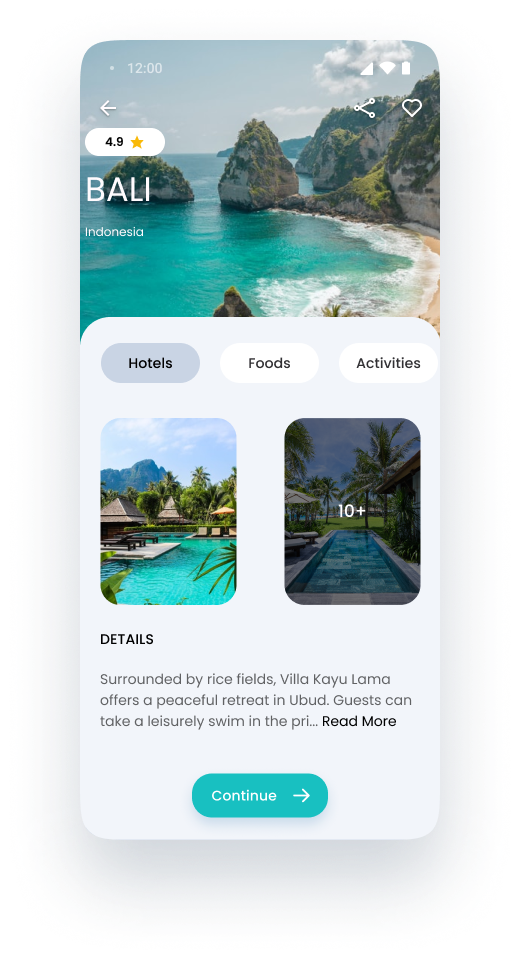 12:00
4.9
BALI
Indonesia
Hotels Foods Activities
10+
DETAILS
Surrounded by rice fields, Villa Kayu Lama
offers a peaceful retreat in Ubud. Guests can
take a leisurely swim in the pri... Read More
Continue